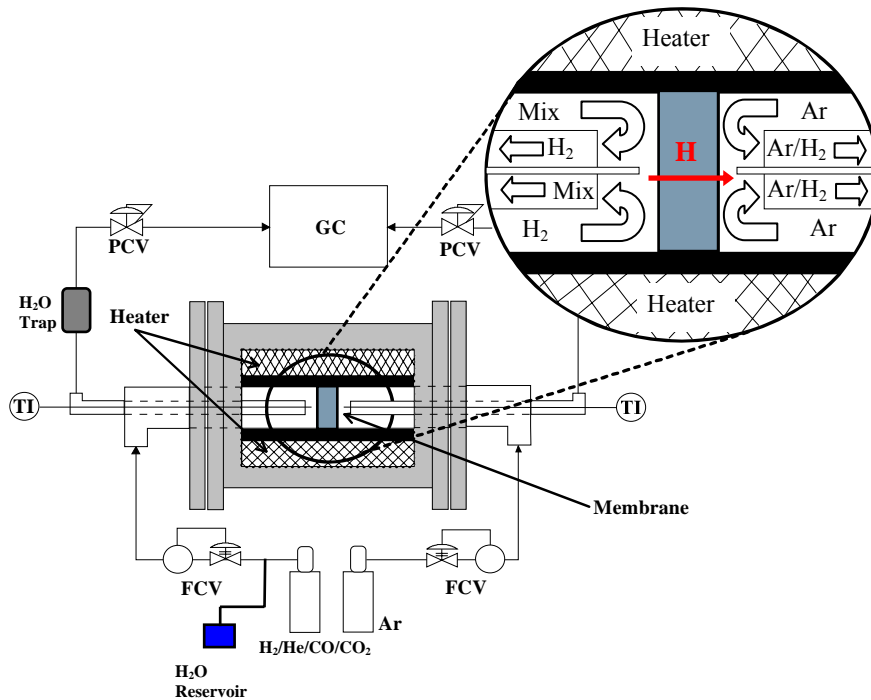 Heater
Mix
Ar
H₂
H
Ar/H₂
Mix
Ar/H₂
H₂
Ar
Heater
GC
PCV
PCV
H₂O
Trap
Heater
TI
TI
Membrane
FCV
FCV
Ar
H₂/He/CO/CO₂
H₂O
Reservoir